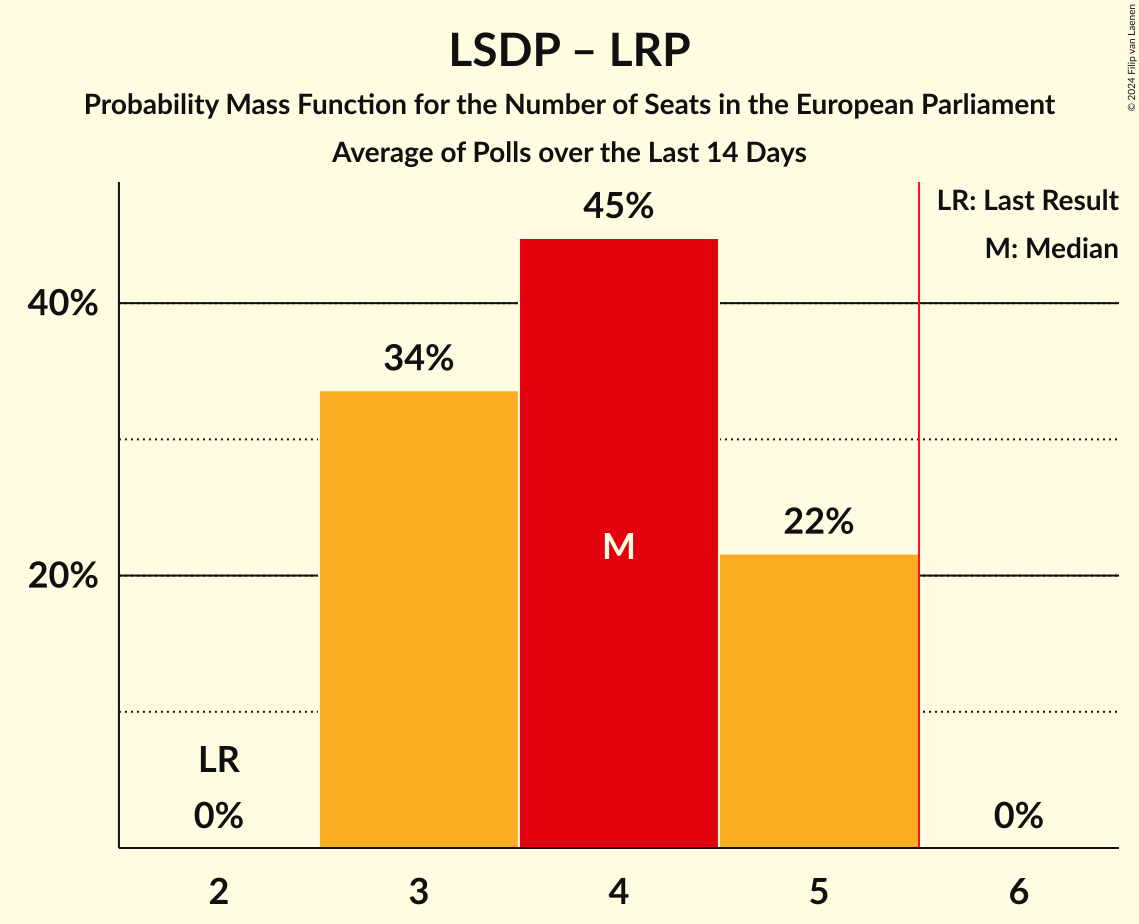 LSDP – LRP
Probability Mass Function for the Number of Seats in the European Parliament
Average of Polls over the Last 14 Days
© 2024 Filip van Laenen
LR: Last Result
M: Median
45%
40%
34%
22%
M
20%
LR
0%
0%
2 3 4 5 6